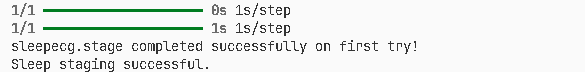 1/1 ━━━━━━━━━━━━━━━━━━━━ 0s 1s/step
1/1 ━━━━━━━━━━━━━━━━━━━━ 1s 1s/step
sleepecg.stage completed successfully on first try!
Sleep staging successful.